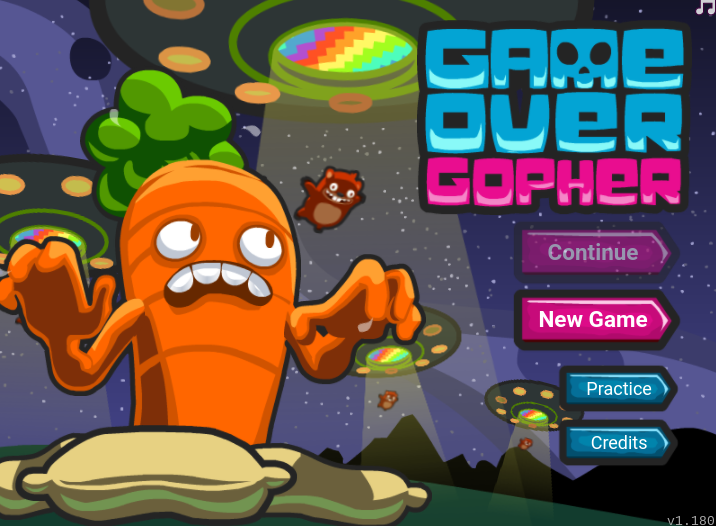 GAME
OVER
GOPHER
Continue
New Game
Practice
Credits
v1.180